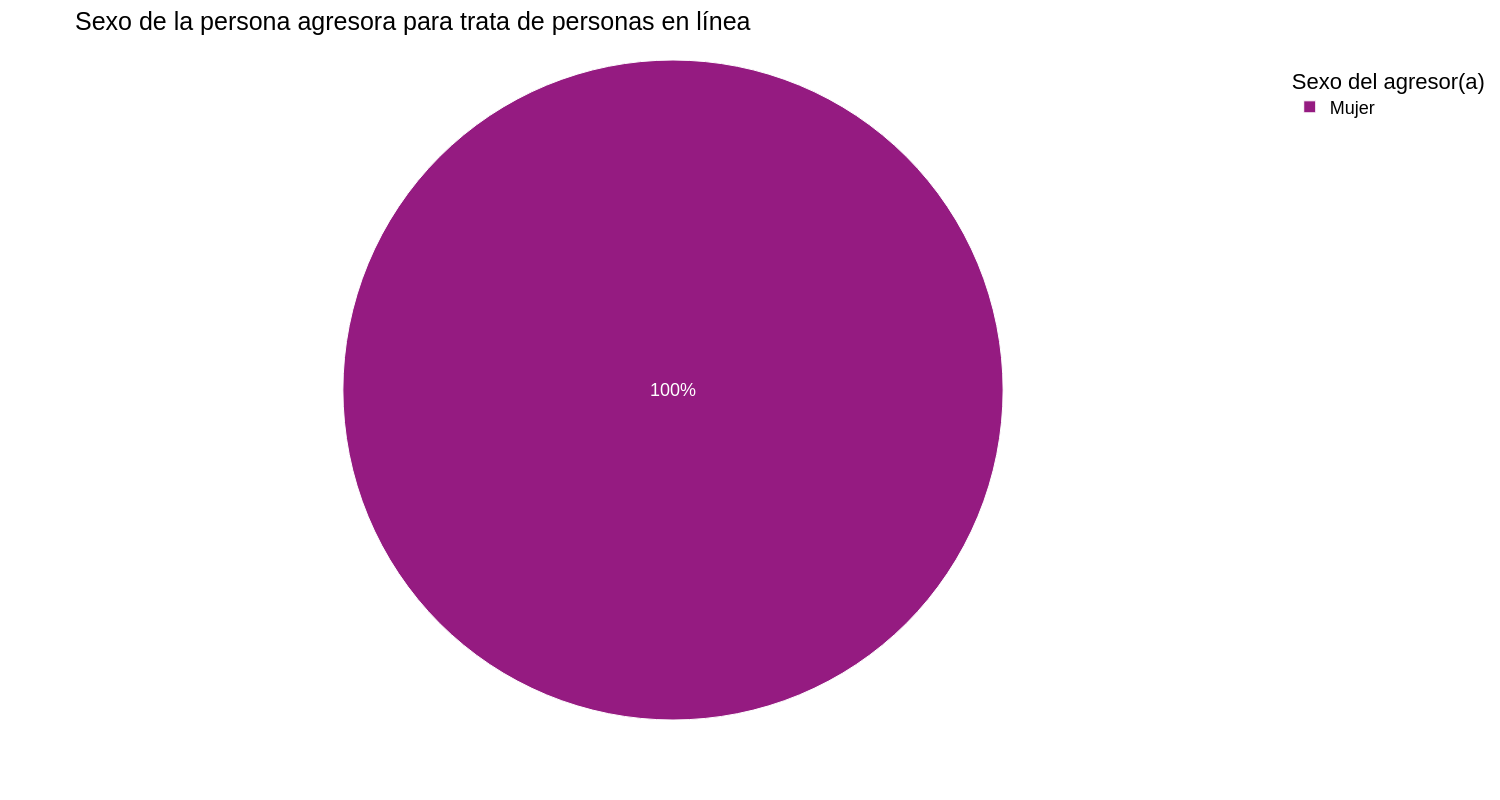 Sexo de la persona agresora para trata de personas en línea
Sexo del agresor(a)
Mujer
100%